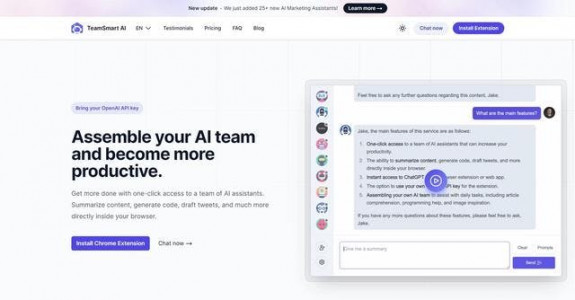 New update - We just added 25+ new AI Marketing Assistants! Learn more →
TeamSmart AI EN Testimonials Pricing FAQ Blog Chat now Install Extension
Bring your OpenAI API key
Assemble your AI team
and become more
productive.
Get more done with one-click access to a team of AI assistants.
Summarize content, generate code, draft tweets, and much more
directly inside your browser.
Install Chrome Extension Chat now →
Feel free to ask any further questions regarding this content, Jake.
What are the main features?
Jake, the main features of this service are as follows:
1. One-click access to a team of AI assistants that can increase your
productivity.
2. The ability to summarize content, generate code, draft tweets, and more
directly inside your browser.
3. Instant access to ChatGPT extension or web app.
4. The option to use your own key for the extension.
5. Assembling your own AI team to assist with daily tasks, including article
comprehension, programming help, and image inspiration.
If you have any more questions about these features, please feel free to ask,
Jake.
Give me a summary
Clear Prompts
Send